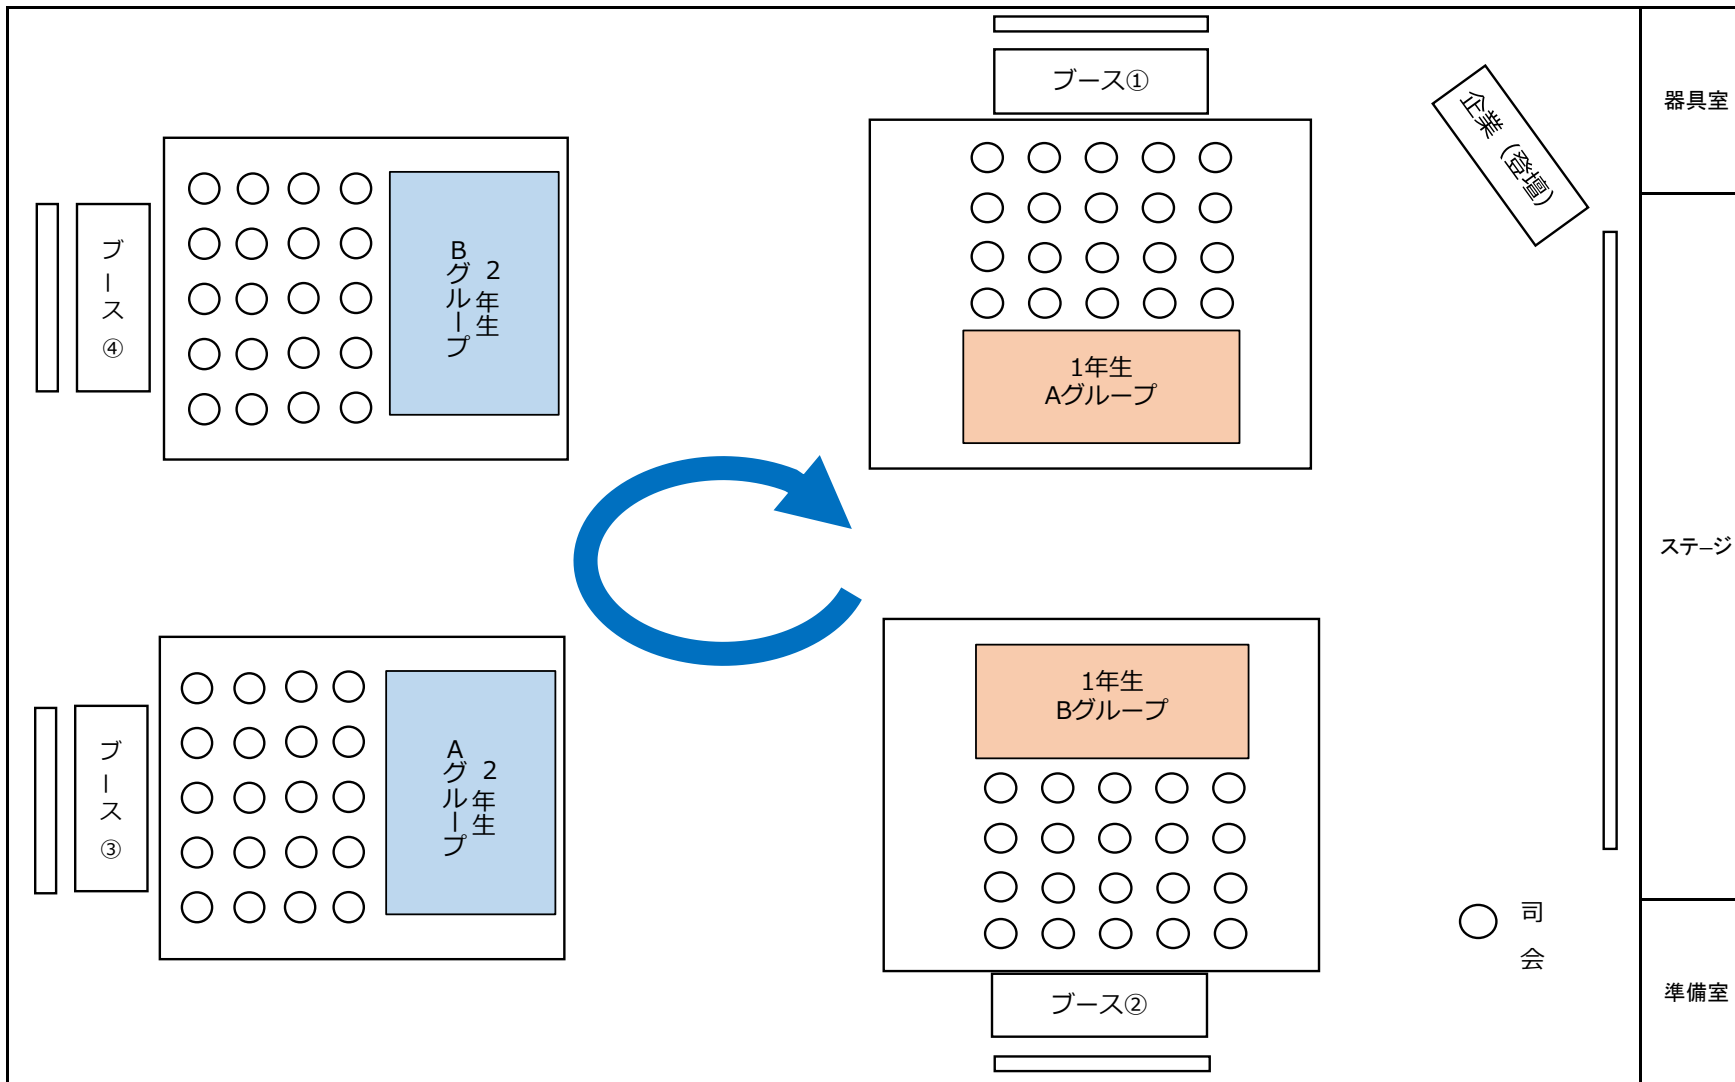 ブース①
企業（登壇）
器具室
ブース④
2年生
Bグループ
1年生
Aグループ
ステージ
ブース③
2年生
Aグループ
1年生
Bグループ
司会
ブース②
準備室